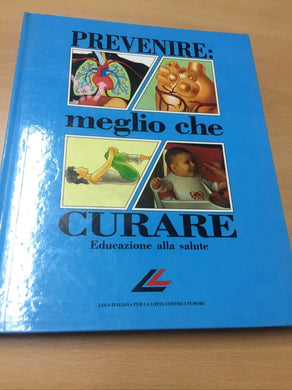 PREVENIRE:
meglio che
CURARE
Educazione alla salute
LEGA ITALIANA PER LA LOTTA CONTRO I TUMORI